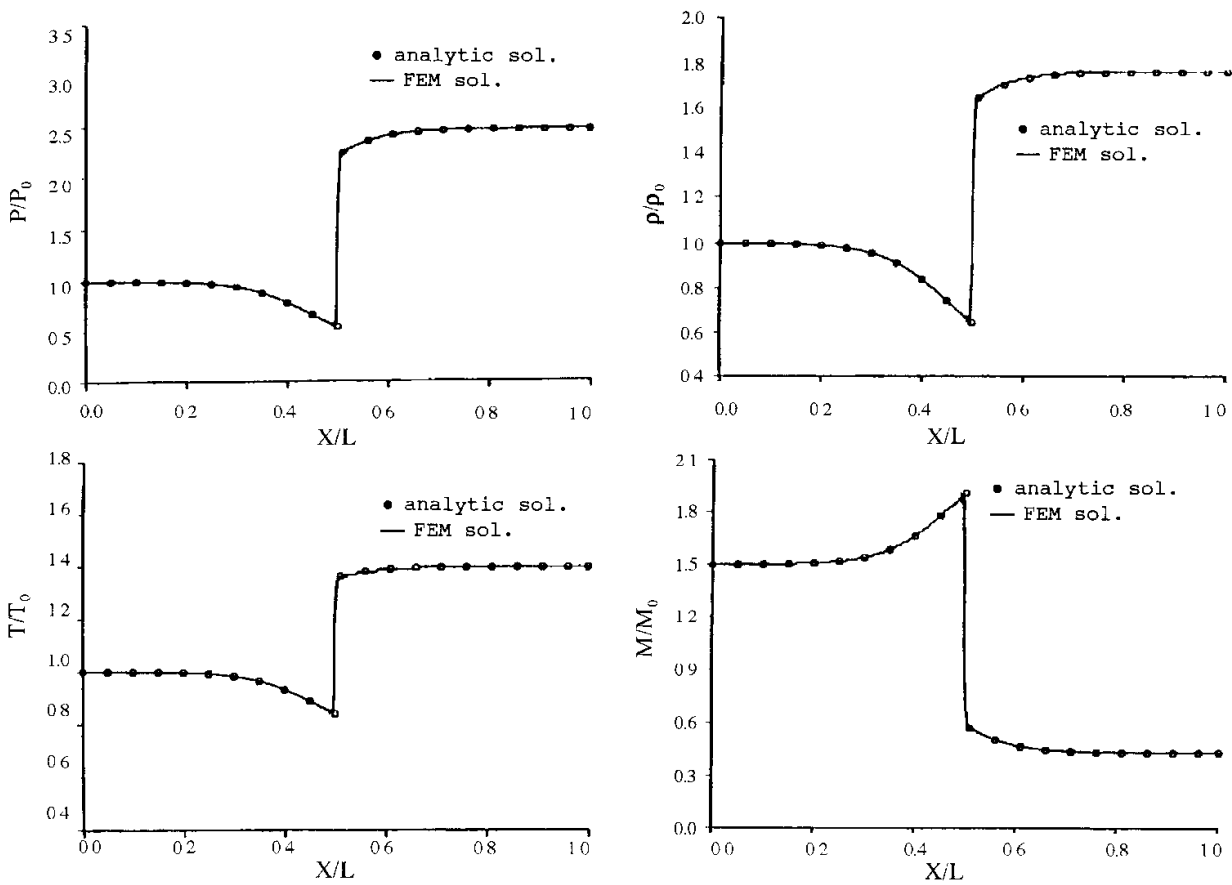 3 5
3.0
2.5
2.0
1.5
1 0
0 5
0.0
P/P0
0.0 0 2 0 4 0 6 0 8 1 0
X/L
● analytic sol.
— FEM sol.
2.0
1.8
1.6
1.4
1.2
1 0
0.8
0.6
0 4
ρ/ρ0
0.0 0 2 0 4 0 6 0 8 1 0
X/L
● analytic sol.
— FEM sol.
1.8
1.6
1 4
1 2
1.0
0 8
0 6
0 4
T/T0
0 0 0 2 0 4 0 6 0 8 1 0
X/L
● analytic sol.
— FEM sol.
2 1
1.8
1.5
1.2
0.9
0 6
0.3
0.0
M/M0
0.0 0 2 0 4 0 6 0 8 1 0
X/L
● analytic sol.
— FEM sol.